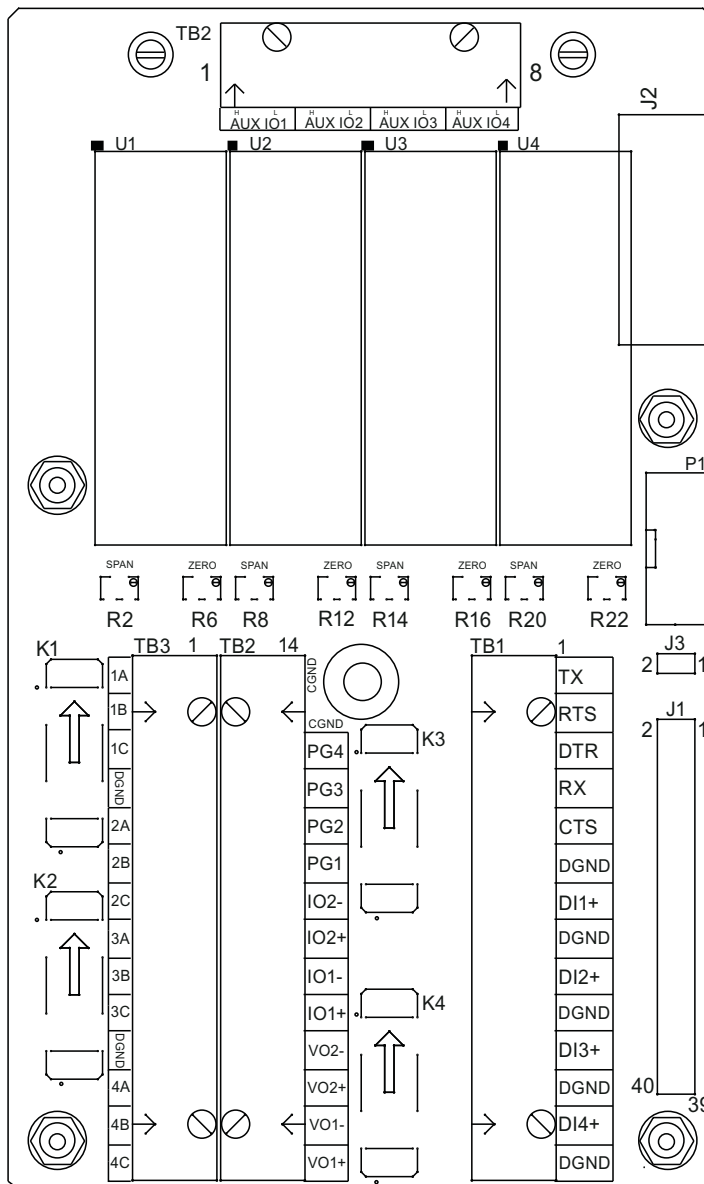 TB2
1
8
J2
H L H L H L H L
AUX IO1 AUX IO2 AUX IO3 AUX IO4
U1 U2 U3 U4
P1
SPAN ZERO SPAN ZERO SPAN ZERO SPAN ZERO
R2 R6 R8 R12 R14 R16 R20 R22
K1
TB3 1 TB2 14
CGND
TB1 1
J3
2 1
1A
1B
1C
DGND
2A
2B
K2
2C
3A
3B
3C
DGND
4A
4B
4C
CGND
PG4
PG3
PG2
PG1
IO2-
IO2+
IO1-
IO1+
VO2-
VO2+
VO1-
VO1+
K3
K4
TX
RTS
DTR
RX
CTS
DGND
DI1+
DGND
DI2+
DGND
DI3+
DGND
DI4+
DGND
J1
2 1
40
39